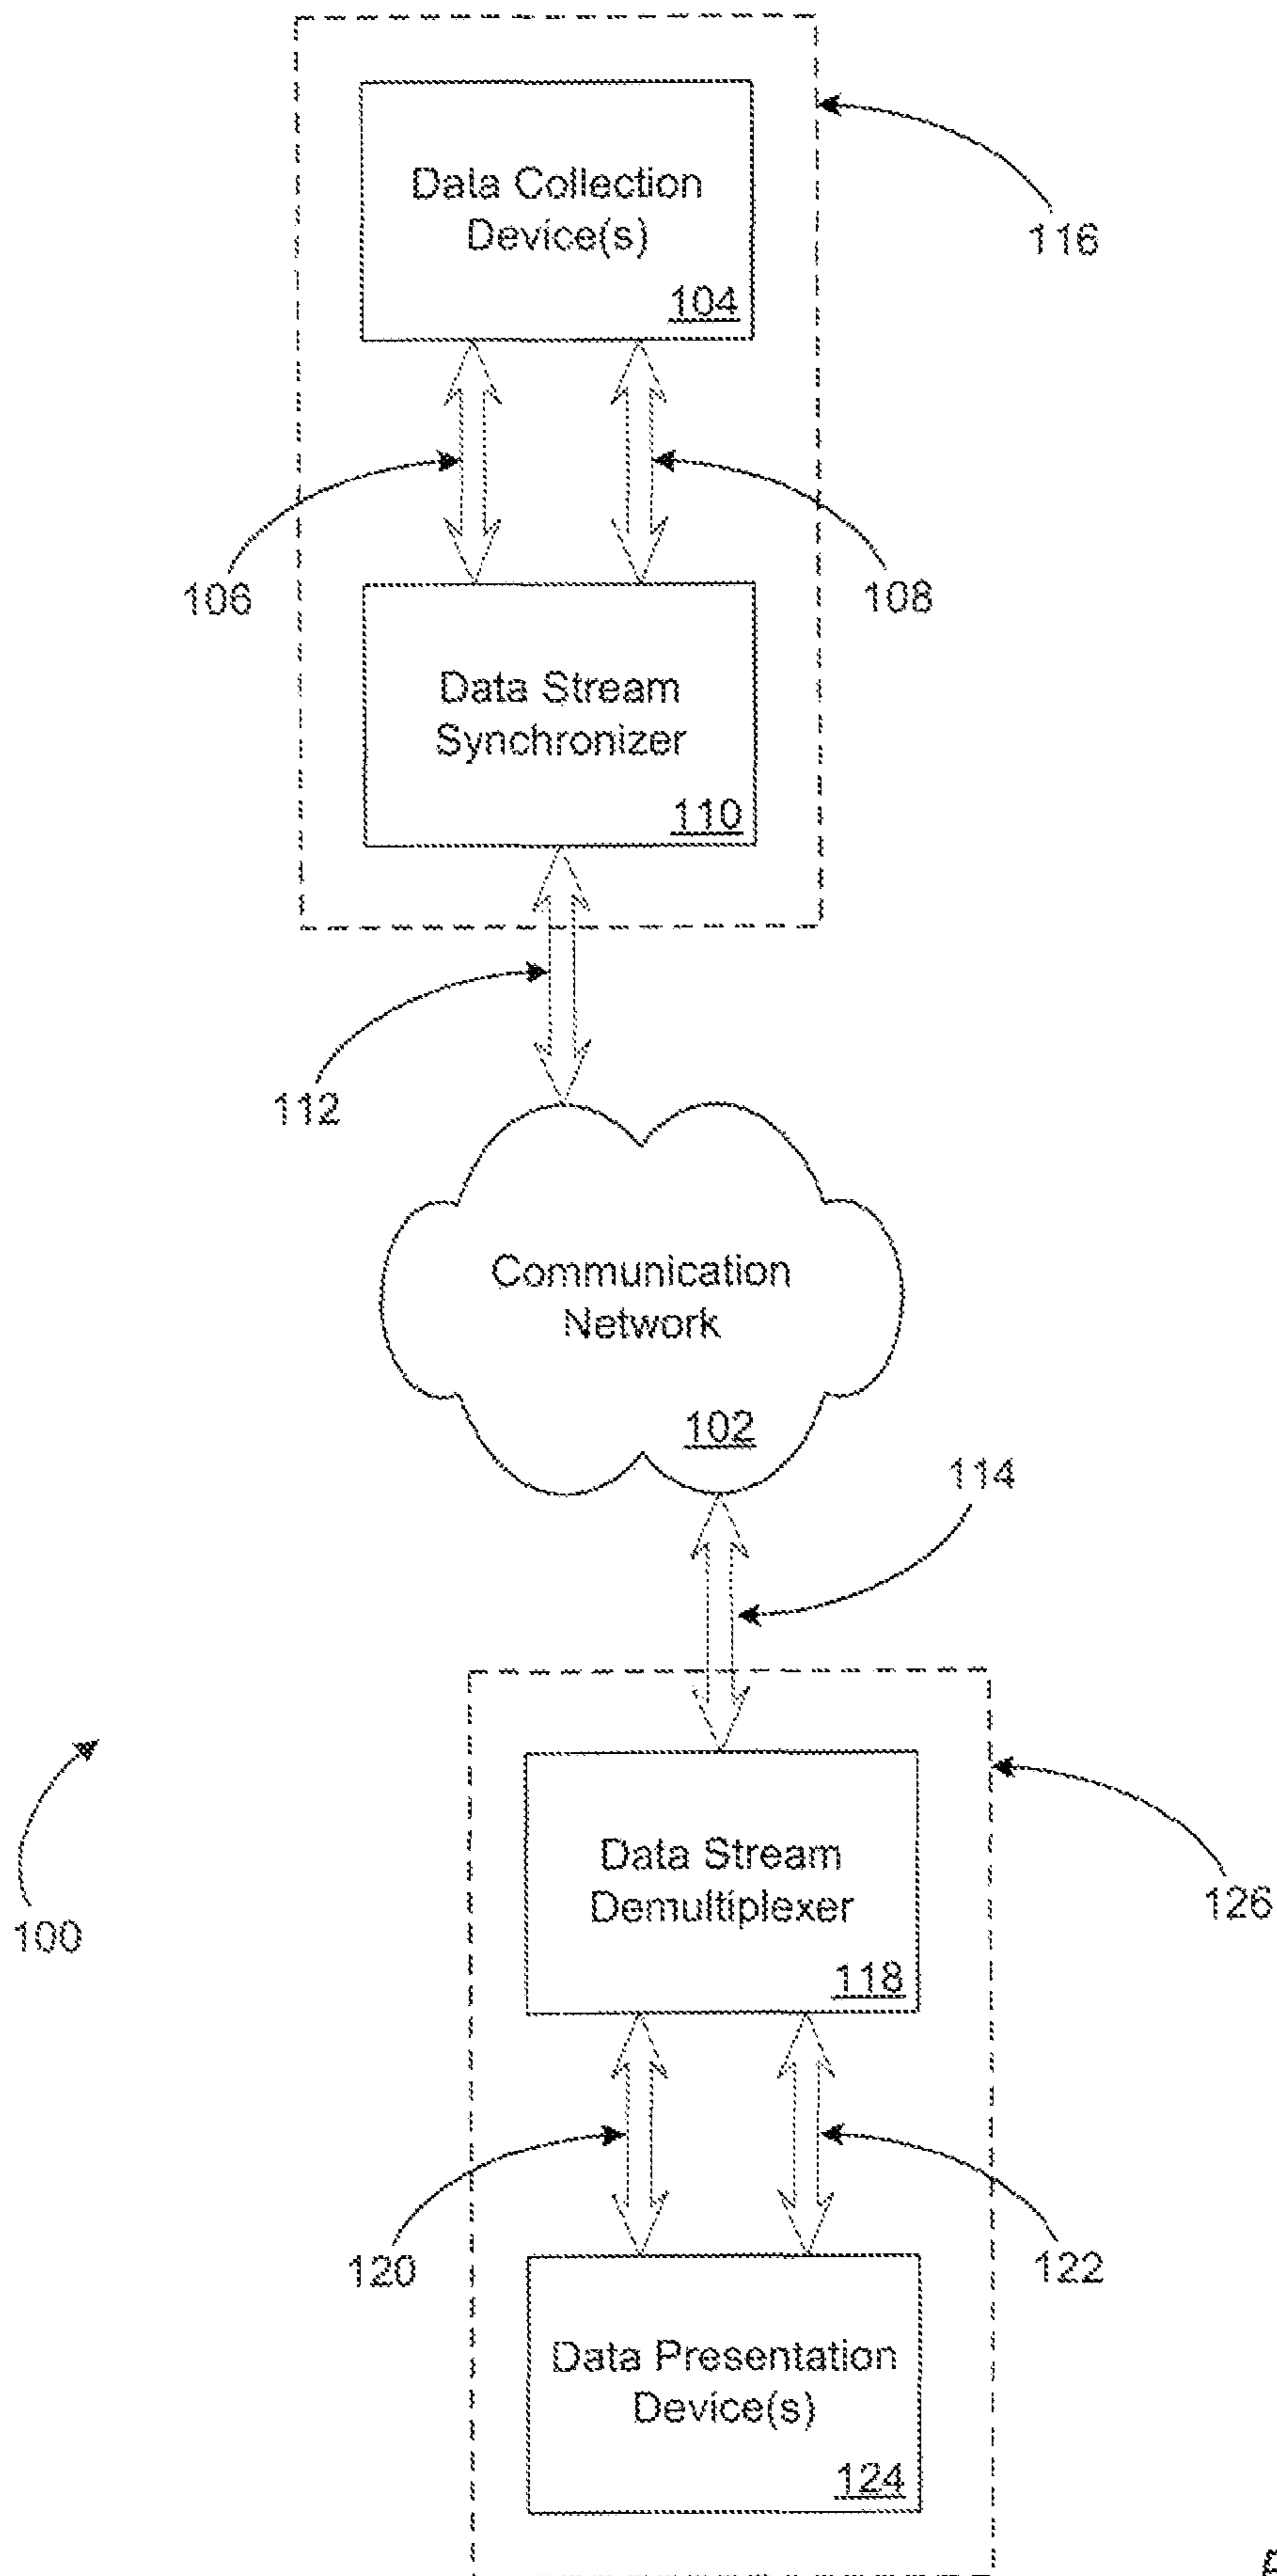 Data Collection
Device(s)
104
116
106
108
Data Stream
Synchronizer
110
112
Communication
Network
102
114
Data Stream
Demultiplexer
118
126
100
120
122
Data Presentation
Device(s)
124